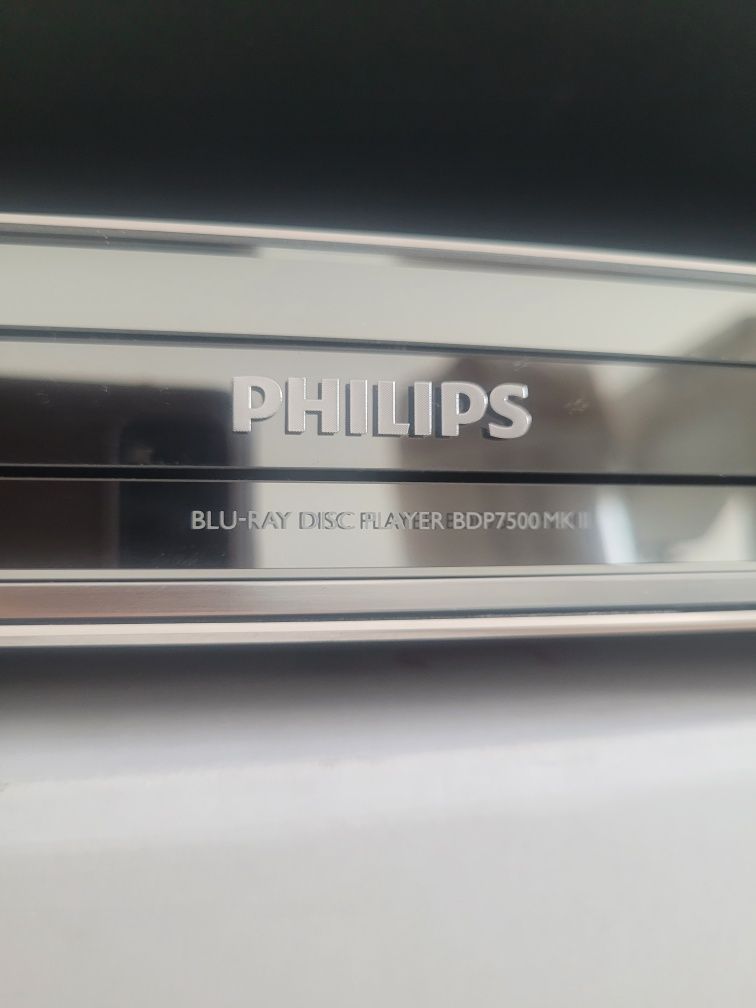 PHILIPS
BLU-RAY DISC PLAYER BDP7500 MK II